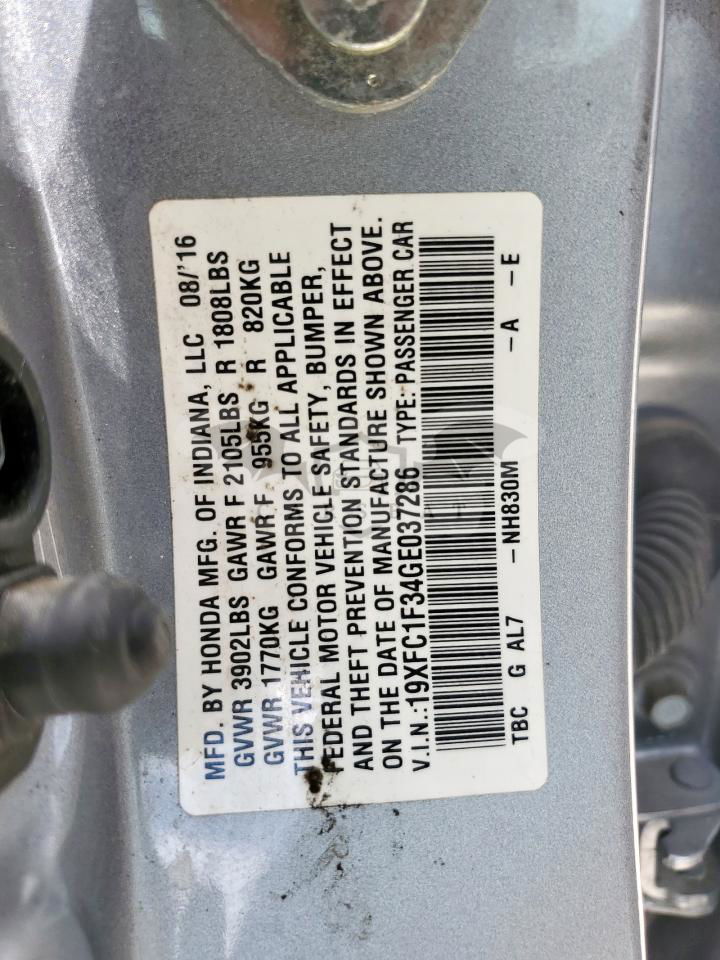 MFD. BY HONDA MFG. OF INDIANA, LLC 08/'16
GVWR 3902LBS GAWR F 2105LBS R 1808LBS
GVWR 1770KG GAWR F 955KG R 820KG
THIS VEHICLE CONFORMS TO ALL APPLICABLE
FEDERAL MOTOR VEHICLE SAFETY, BUMPER,
AND THEFT PREVENTION STANDARDS IN EFFECT
ON THE DATE OF MANUFACTURE SHOWN ABOVE.
V.I.N.:19XFC1F34GE037286 TYPE: PASSENGER CAR
TBC G AL7 –NH830M –A –E